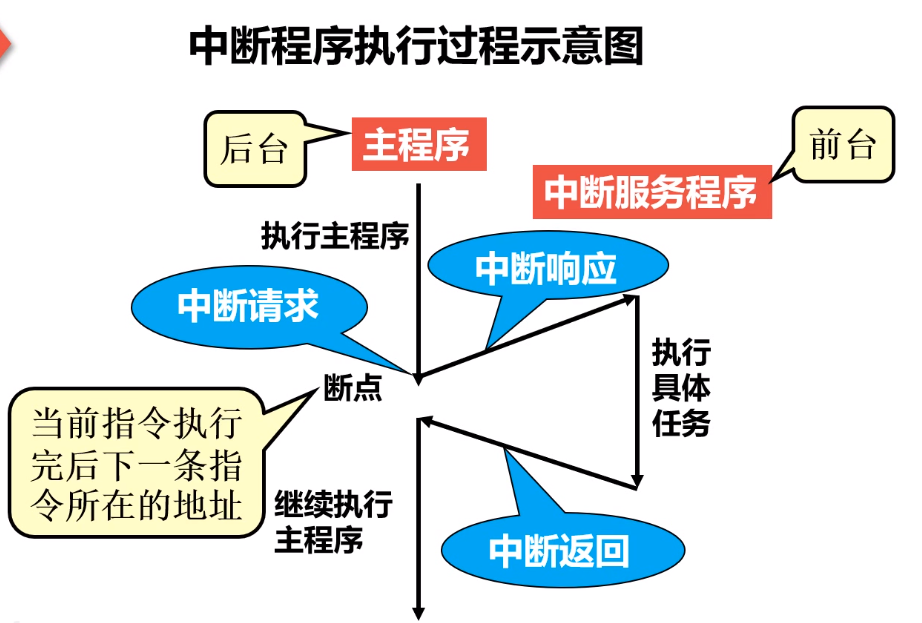 中断程序执行过程示意图
后台
主程序
前台
中断服务程序
执行主程序
中断响应
中断请求
执行
具体
任务
断点
当前指令执行
完后下一条指
令所在的地址
继续执行
主程序
中断返回